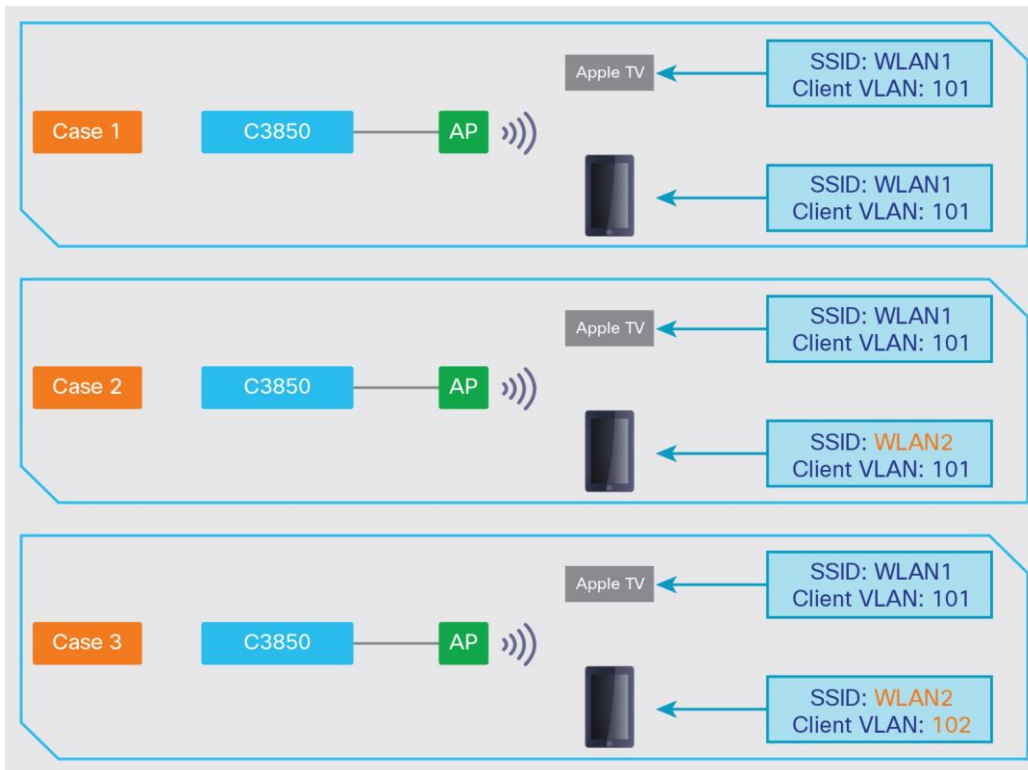 Apple TV
SSID: WLAN1
Client VLAN: 101
Case 1
C3850
AP
SSID: WLAN1
Client VLAN: 101
Apple TV
SSID: WLAN1
Client VLAN: 101
Case 2
C3850
AP
SSID: WLAN2
Client VLAN: 101
Apple TV
SSID: WLAN1
Client VLAN: 101
Case 3
C3850
AP
SSID: WLAN2
Client VLAN: 102